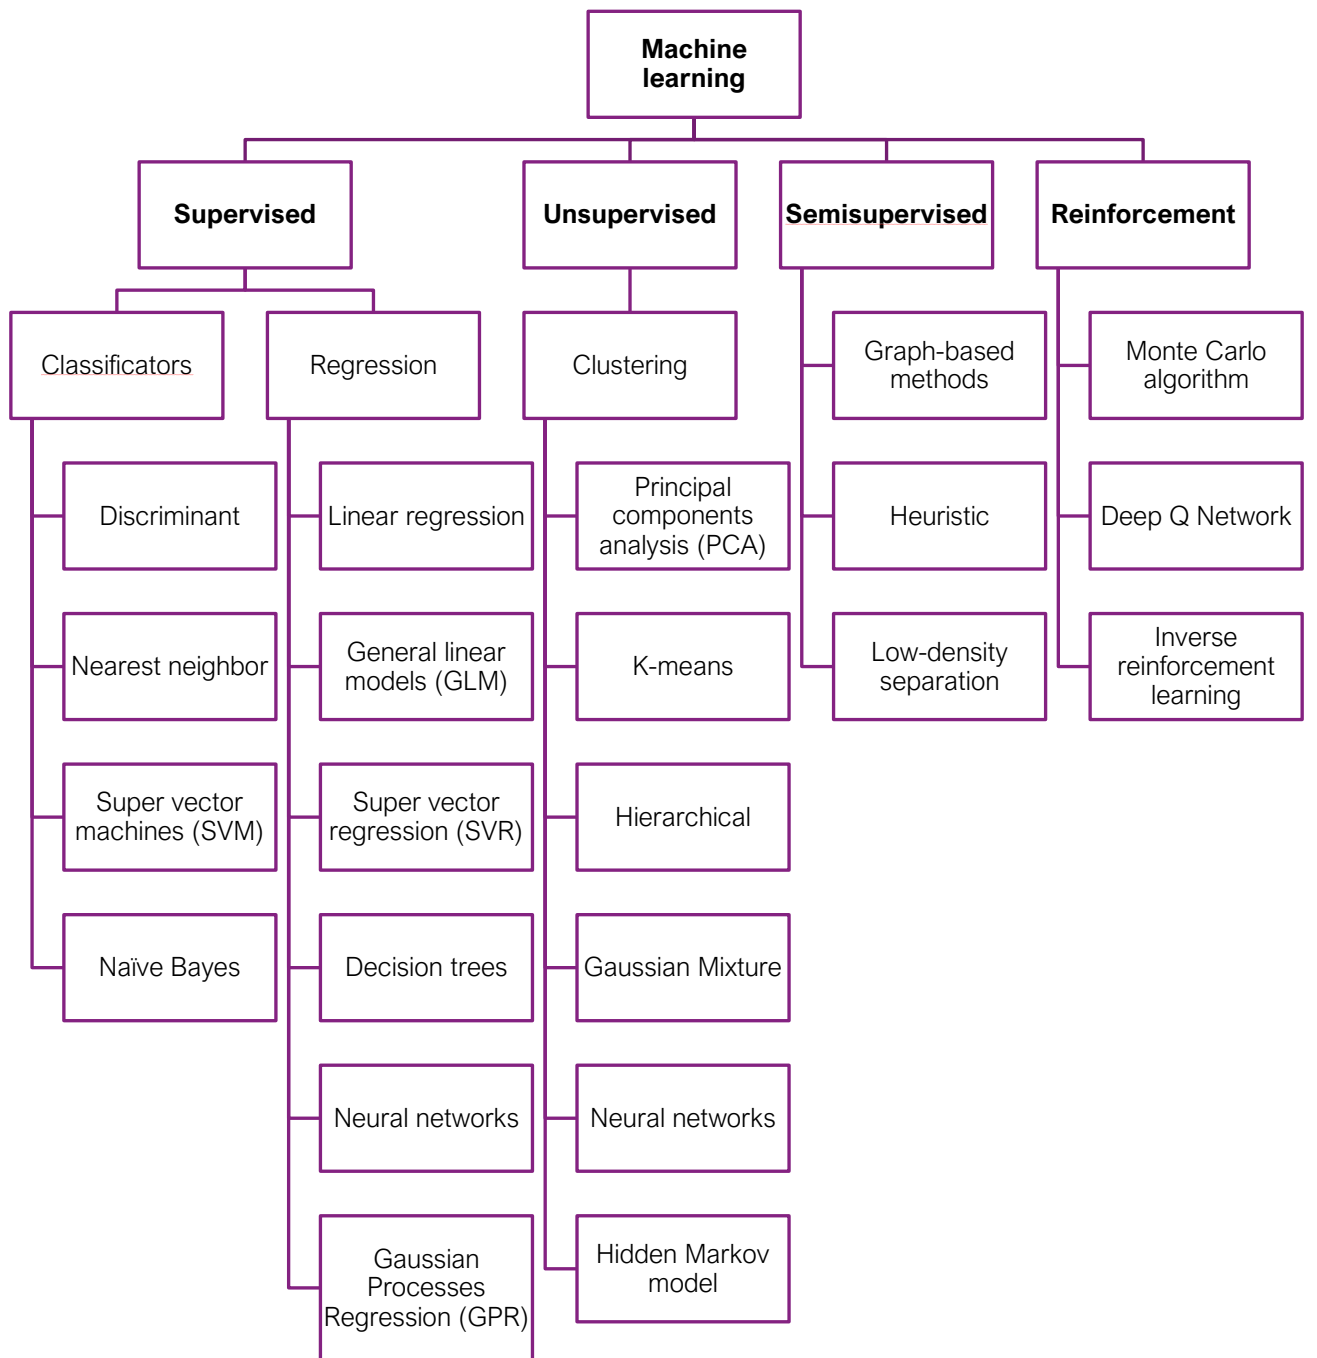 Machine
learning
Supervised
Unsupervised
Semisupervised
Reinforcement
Classificators
Regression
Clustering
Graph-based
methods
Monte Carlo
algorithm
Discriminant
Linear regression
Principal
components
analysis (PCA)
Heuristic
Deep Q Network
Nearest neighbor
General linear
models (GLM)
K-means
Low-density
separation
Inverse
reinforcement
learning
Super vector
machines (SVM)
Super vector
regression (SVR)
Hierarchical
Naïve Bayes
Decision trees
Gaussian Mixture
Neural networks
Neural networks
Gaussian
Processes
Regression (GPR)
Hidden Markov
model